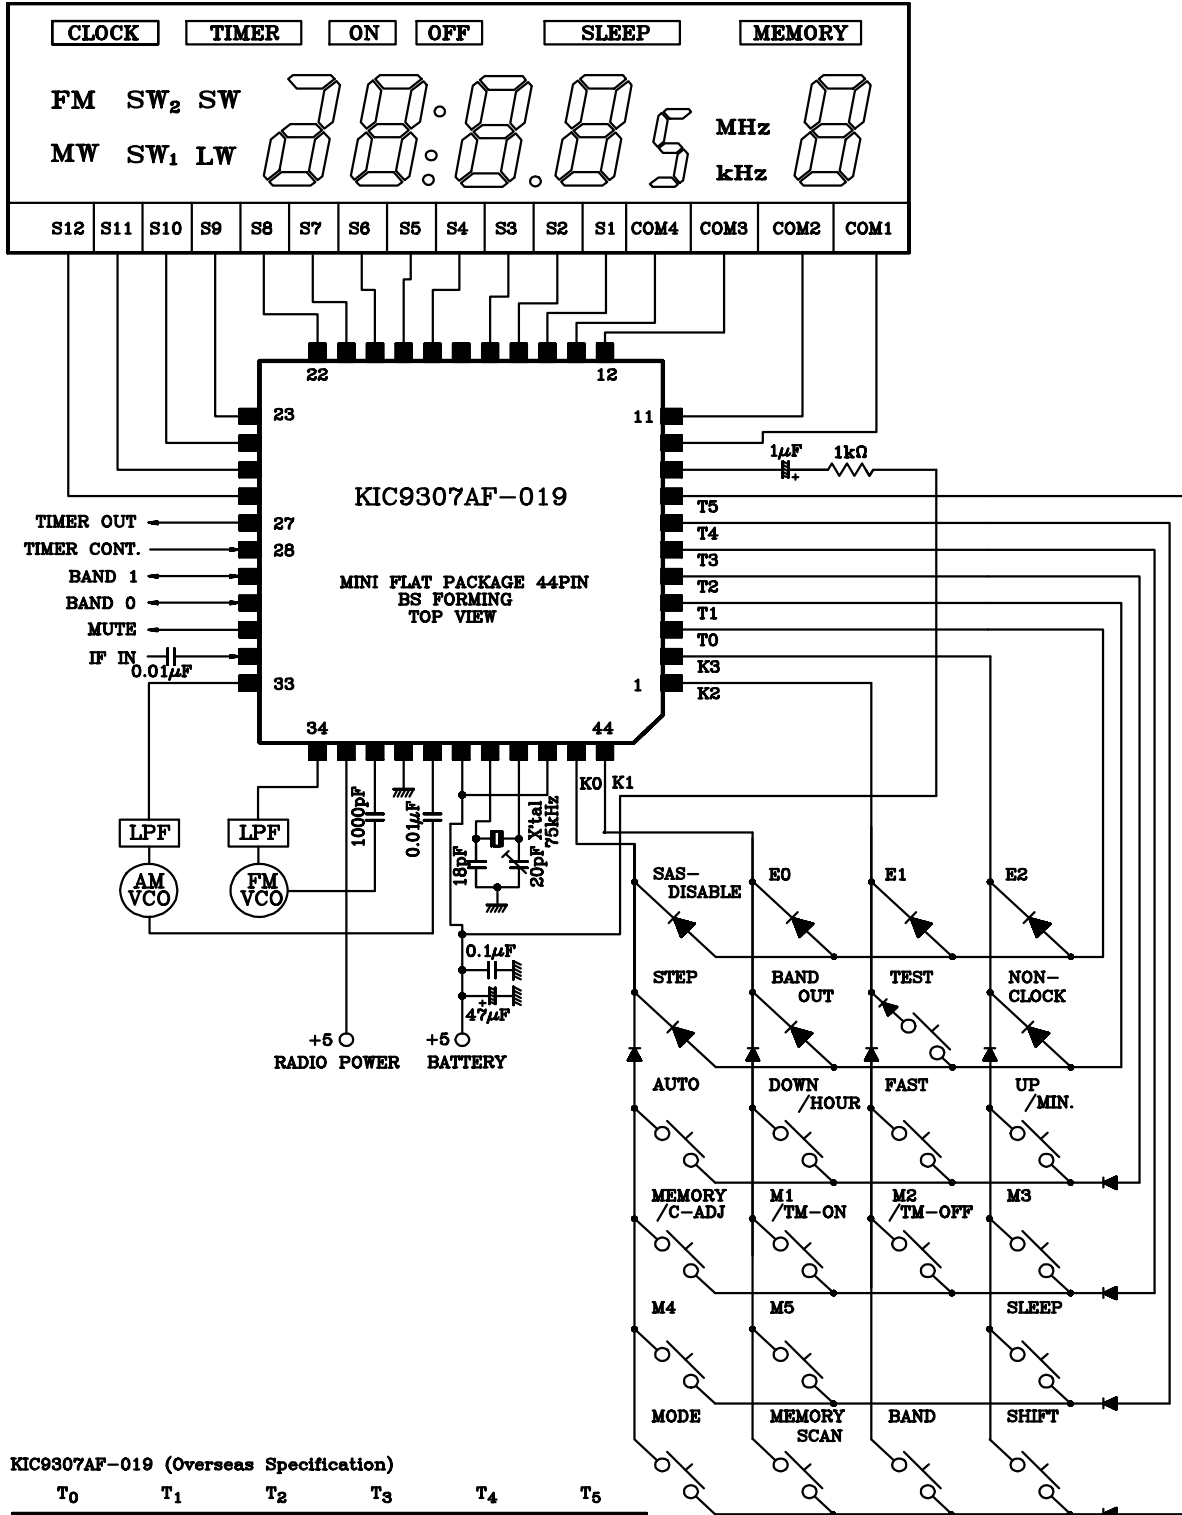 CLOCK TIMER ON OFF SLEEP MEMORY
FM SW₂ SW
MHz
MW SW₁ LW
kHz
S12 S11 S10 S9 S8 S7 S6 S5 S4 S3 S2 S1 COM4 COM3 COM2 COM1
22 12
23 11
1μF 1kΩ
KIC9307AF-019
T5
TIMER OUT 27
T4
TIMER CONT. 28
T3
BAND 1
MINI FLAT PACKAGE 44PIN
T2
BAND 0
BS FORMING
T1
TOP VIEW
MUTE
T0
IF IN
0.01μF
K3
33 1
K2
34 44
K0 K1
1000pF
0.01μF
X'tal
75kHz
LPF LPF
18pF
20pF
AM
VCO
FM
VCO
SAS-
DISABLE
E0 E1 E2
0.1μF
STEP BAND
OUT
TEST NON-
CLOCK
47μF
+
+5 +5
RADIO POWER BATTERY
AUTO DOWN
/HOUR
FAST UP
/MIN.
MEMORY
/C-ADJ
M1
/TM-ON
M2
/TM-OFF
M3
M4 M5 SLEEP
MODE MEMORY
SCAN
BAND SHIFT
KIC9307AF-019 (Overseas Specification)
T₀ T₁ T₂ T₃ T₄ T₅